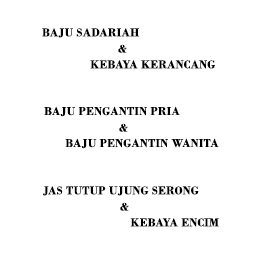 BAJU SADARIAH
&
KEBAYA KERANCANG
BAJU PENGANTIN PRIA
&
BAJU PENGANTIN WANITA
JAS TUTUP UJUNG SERONG
&
KEBAYA ENCIM